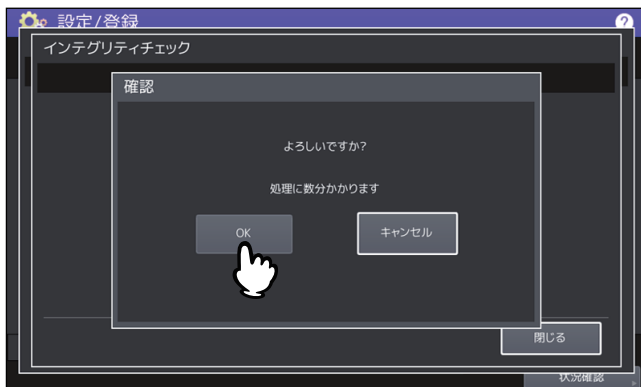 設定/登録
?
インテグリティチェック
確認
よろしいですか?
処理に数分かかります
OK
キャンセル
閉じる
状況確認